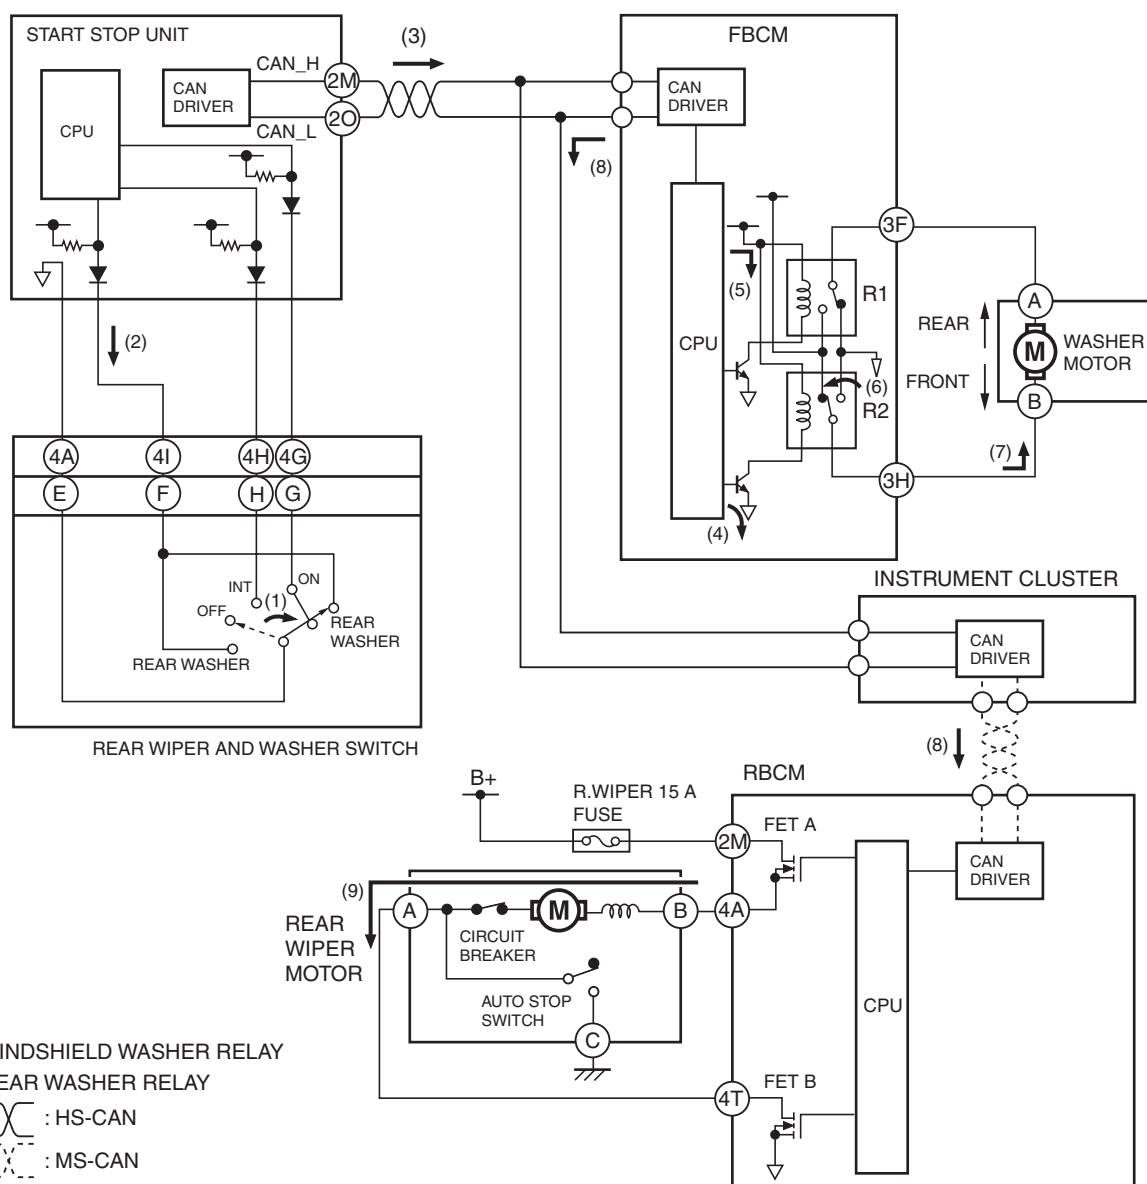 START STOP UNIT
CPU
CAN
DRIVER
CAN_H
CAN_L
2M
2O
(3)
(8)
(2)
FBCM
CAN
DRIVER
CPU
(5)
R1
(6)
R2
(4)
3F
3H
A
REAR
M
WASHER
MOTOR
FRONT
B
(7)
4A
4I
4H
4G
E
F
H
G
INT
ON
(1)
OFF
REAR
WASHER
REAR WASHER
REAR WIPER AND WASHER SWITCH
INSTRUMENT CLUSTER
CAN
DRIVER
(8)
RBCM
B+
R.WIPER 15 A
FUSE
2M
FET A
CAN
DRIVER
(9)
A
M
B
4A
REAR
WIPER
MOTOR
CIRCUIT
BREAKER
AUTO STOP
SWITCH
C
CPU
4T
FET B
INDSHIELD WASHER RELAY
EAR WASHER RELAY
: HS-CAN
: MS-CAN